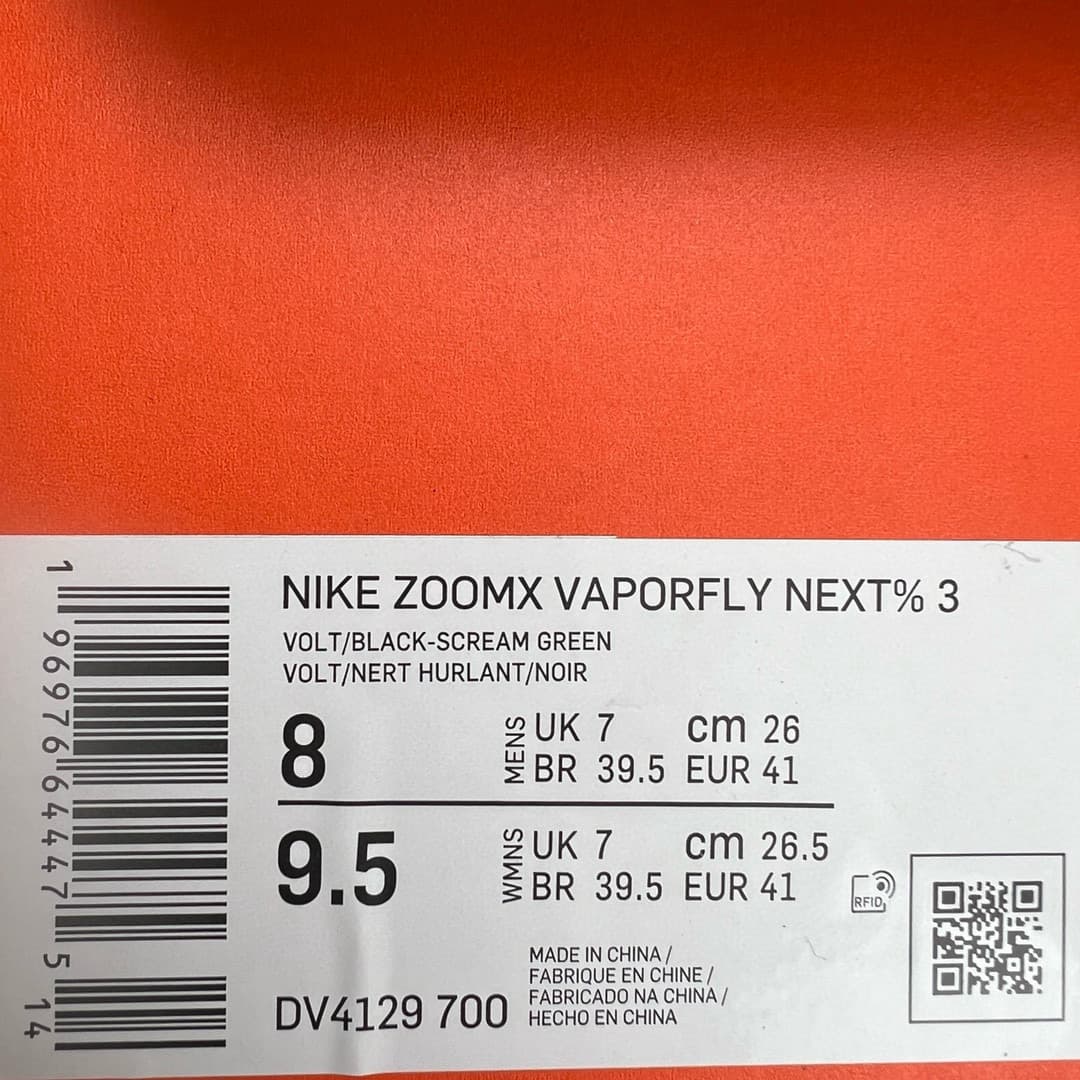 NIKE ZOOMX VAPORFLY NEXT% 3
VOLT/BLACK-SCREAM GREEN
VOLT/NERT HURLANT/NOIR
8 MENS UK 7 cm 26
BR 39.5 EUR 41
9.5 WMNS UK 7 cm 26.5
BR 39.5 EUR 41
RFID
MADE IN CHINA /
FABRIQUE EN CHINE /
FABRICADO NA CHINA /
HECHO EN CHINA
DV4129 700
1 96976 64447 5 14